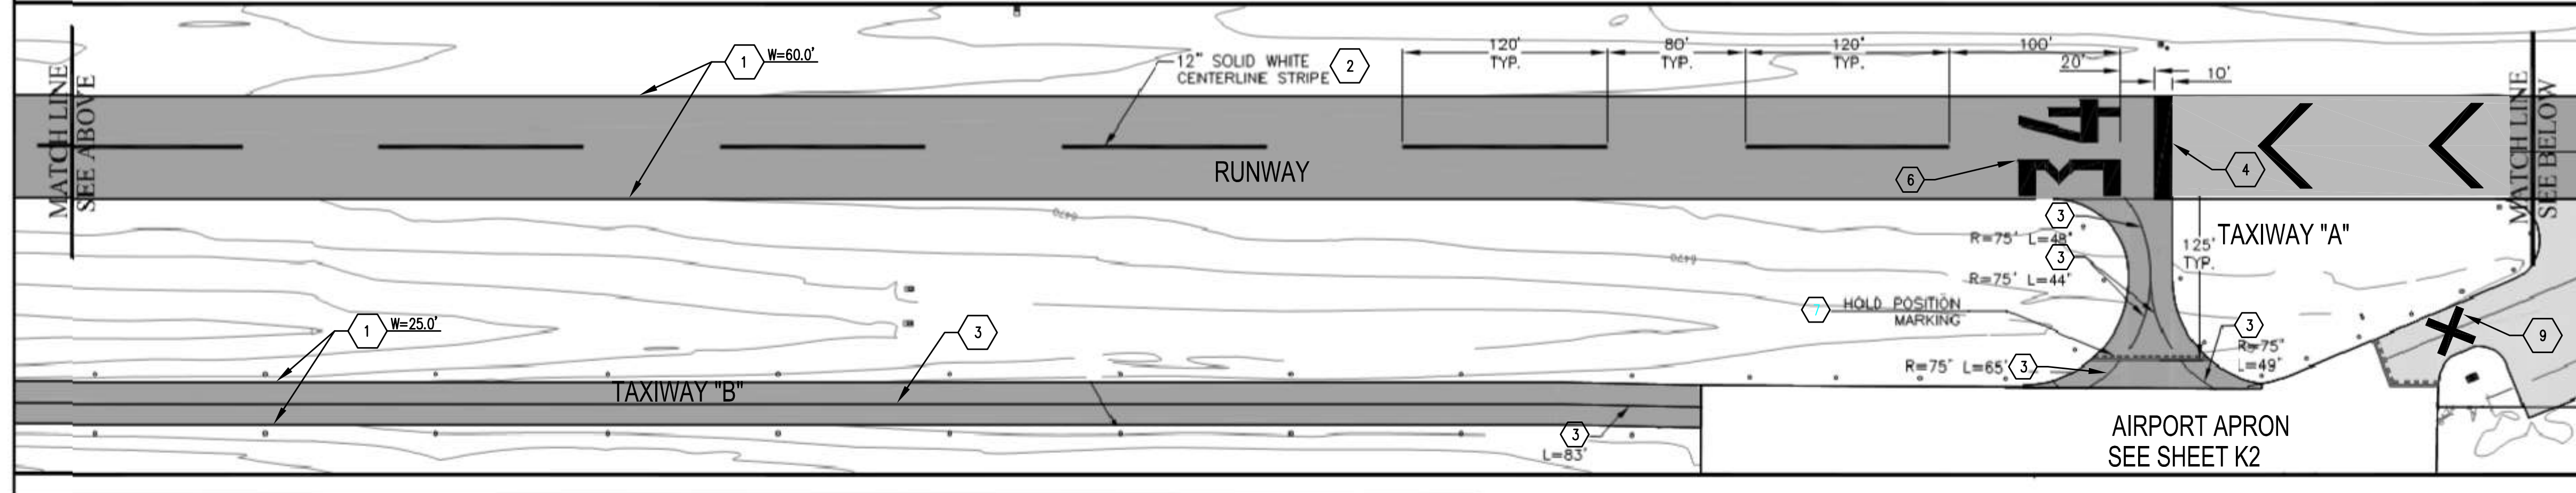 MATCH LINE
SEE ABOVE
1
W=60.0'
12" SOLID WHITE
CENTERLINE STRIPE
2
120'
TYP.
80'
TYP.
120'
TYP.
100'
20'
10'
MATCH LINE
SEE BELOW
RUNWAY
34
6
4
6470
6470
3
R=75' L=48'
3
R=75' L=44'
125'
TYP.
TAXIWAY "A"
7
HOLD POSITION
MARKING
3
R=75"
L=49"
R=75" L=65'
3
9
1
W=25.0'
3
TAXIWAY "B"
3
L=83'
AIRPORT APRON
SEE SHEET K2